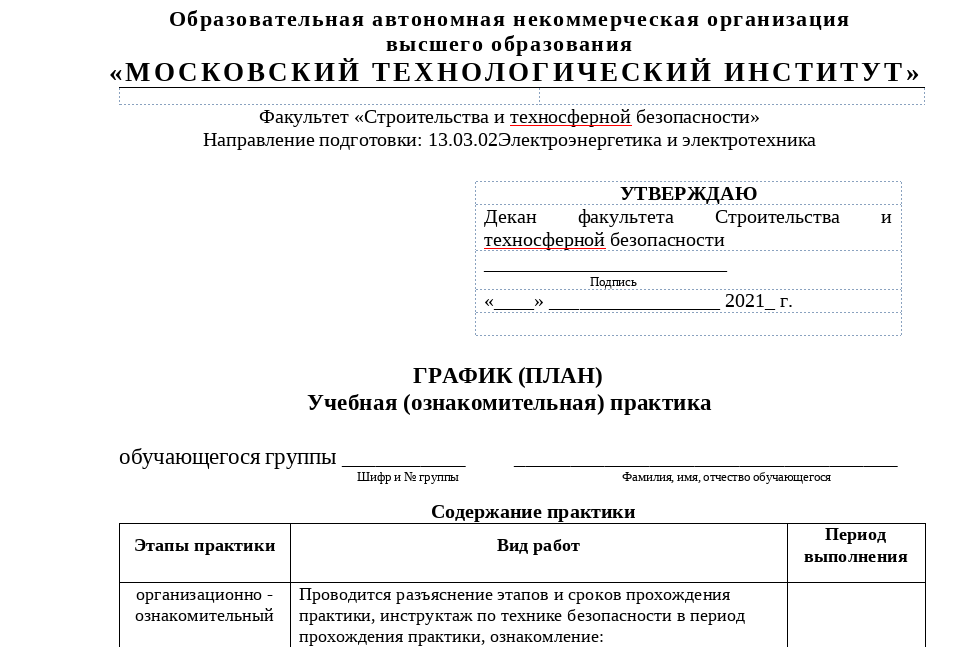 Образовательная автономная некоммерческая организация
высшего образования
«МОСКОВСКИЙ ТЕХНОЛОГИЧЕСКИЙ ИНСТИТУТ»
Факультет «Строительства и техносферной безопасности»
Направление подготовки: 13.03.02Электроэнергетика и электротехника
УТВЕРЖДАЮ
Декан факультета Строительства и
техносферной безопасности
_________________________
Подпись
«____» _________________ 2021_ г.
ГРАФИК (ПЛАН)
Учебная (ознакомительная) практика
обучающегося группы ___________ __________________________________
Шифр и № группы Фамилия, имя, отчество обучающегося
Содержание практики
Этапы практики
Вид работ
Период
выполнения
организационно -
ознакомительный
Проводится разъяснение этапов и сроков прохождения
практики, инструктаж по технике безопасности в период
прохождения практики, ознакомление: